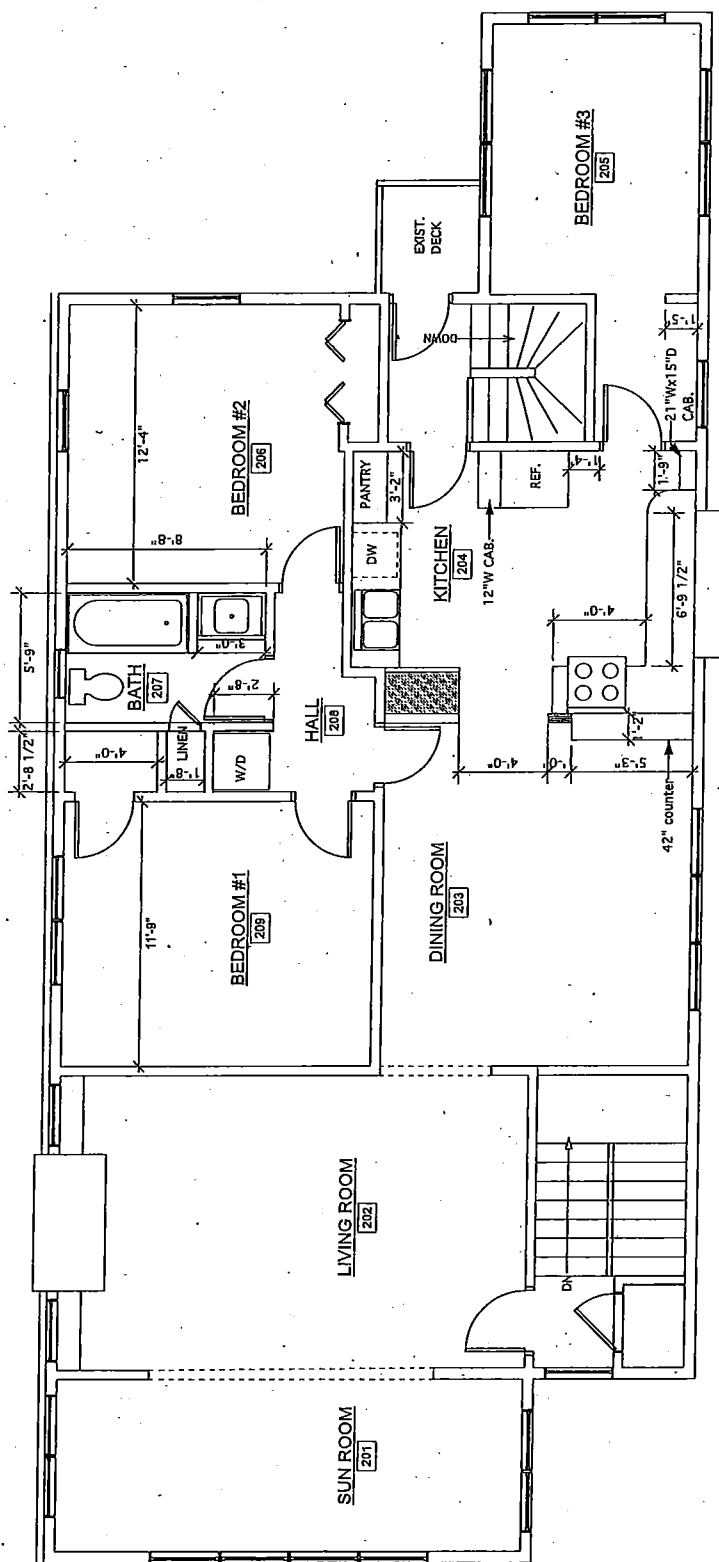 SUN ROOM
201
LIVING ROOM
202
DN
BEDROOM #1
209
11'-9"
DINING ROOM
203
2'-8 1/2"
4'-0"
LINEN
1'-8"
W/D
HALL
208
5'-9"
BATH
207
3'-0"
2'-8"
12'-4"
8'-8"
BEDROOM #2
206
PANTRY
3'-2"
DW
KITCHEN
204
12"W CAB.
REF.
1'-4"
4'-0"
6'-9 1/2"
1'-9"
21"Wx15"D
CAB.
1'-5"
4'-0"
1'-0"
5'-3"
1'-2"
42" counter
DOWN
EXIST.
DECK
BEDROOM #3
205